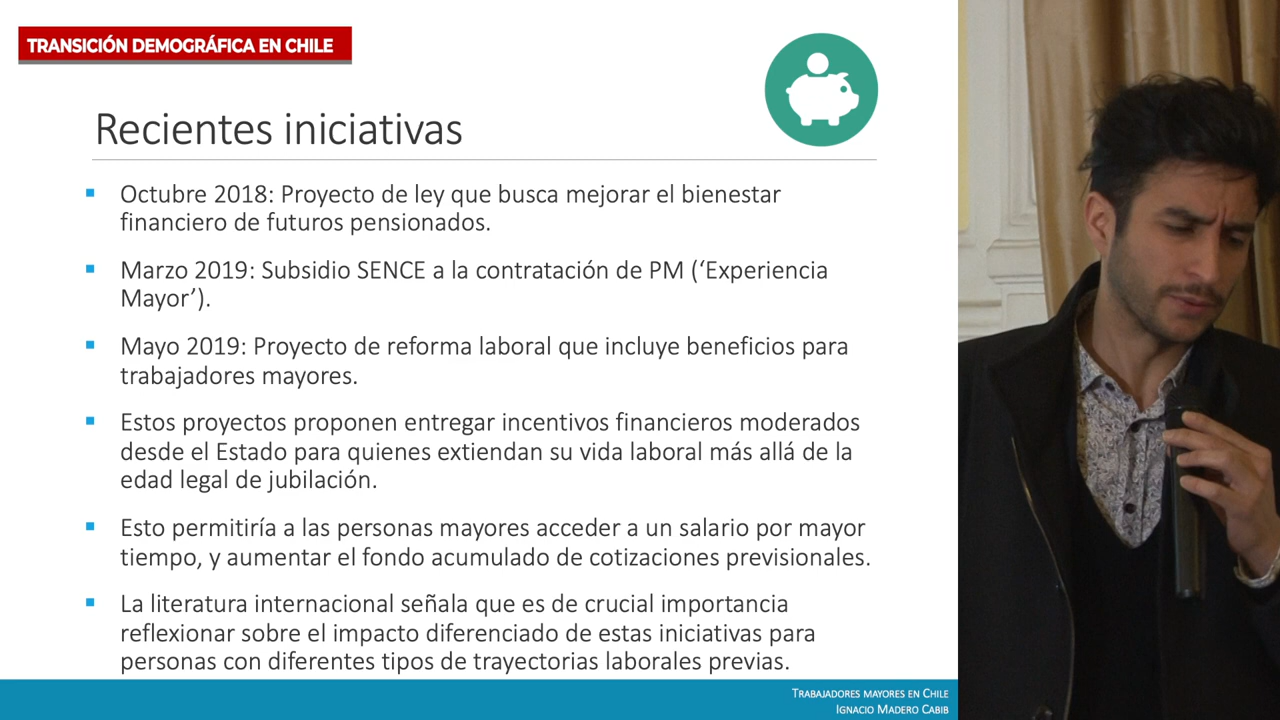 TRANSICIÓN DEMOGRÁFICA EN CHILE
Recientes iniciativas
Octubre 2018: Proyecto de ley que busca mejorar el bienestar
financiero de futuros pensionados.
Marzo 2019: Subsidio SENCE a la contratación de PM (‘Experiencia
Mayor’).
Mayo 2019: Proyecto de reforma laboral que incluye beneficios para
trabajadores mayores.
Estos proyectos proponen entregar incentivos financieros moderados
desde el Estado para quienes extiendan su vida laboral más allá de la
edad legal de jubilación.
Esto permitiría a las personas mayores acceder a un salario por mayor
tiempo, y aumentar el fondo acumulado de cotizaciones previsionales.
La literatura internacional señala que es de crucial importancia
reflexionar sobre el impacto diferenciado de estas iniciativas para
personas con diferentes tipos de trayectorias laborales previas.
TRABAJADORES MAYORES EN CHILE
IGNACIO MADERO CABIB